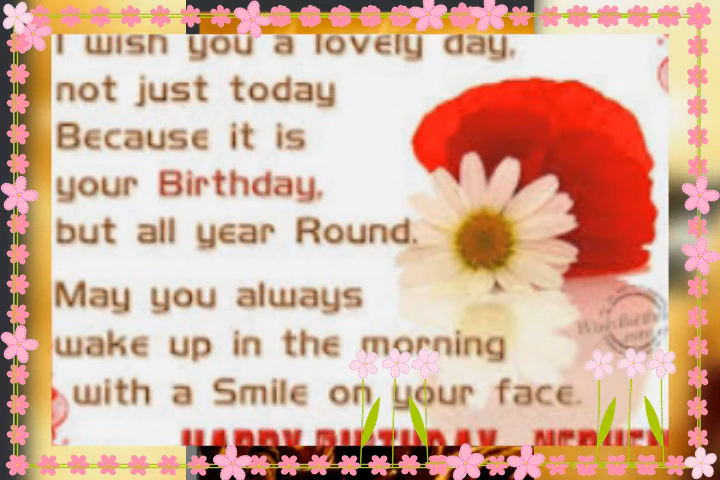 I wish you a lovely day,
not just today
Because it is
your Birthday,
but all year Round.
May you always
wake up in the morning
with a Smile on your face.
HAPPY BIRTHDAY NEPHEW